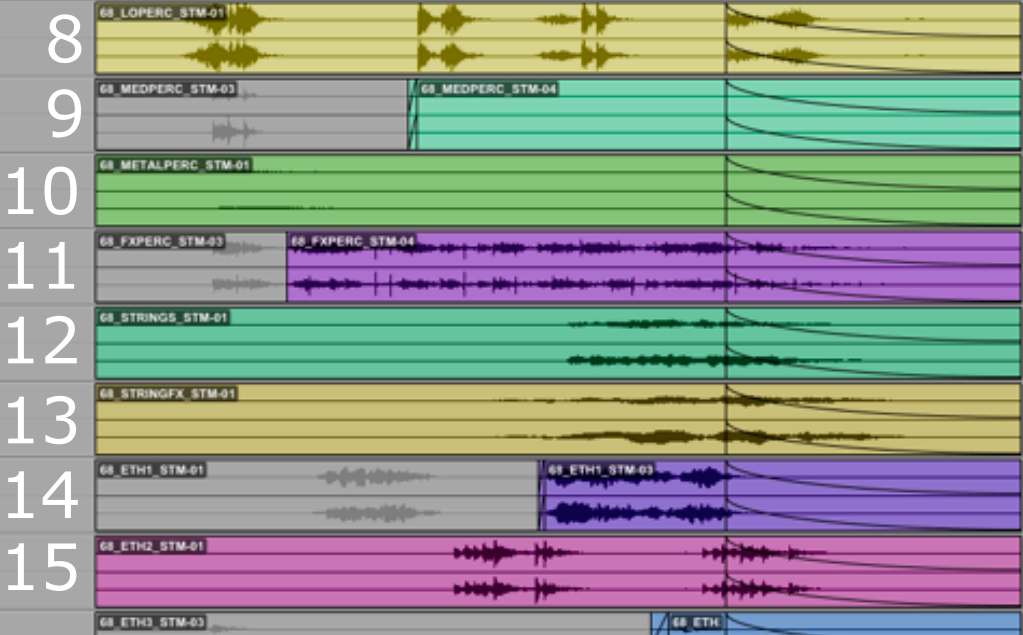 8 68_LOPERC_STM-01
9 68_MEDPERC_STM-03 68_MEDPERC_STM-04
10 68_METALPERC_STM-01
11 68_FXPERC_STM-03 68_FXPERC_STM-04
12 68_STRINGS_STM-01
13 68_STRINGFX_STM-01
14 68_ETH1_STM-01 68_ETH1_STM-03
15 68_ETH2_STM-01
68_ETH3_STM-03 68_ETH